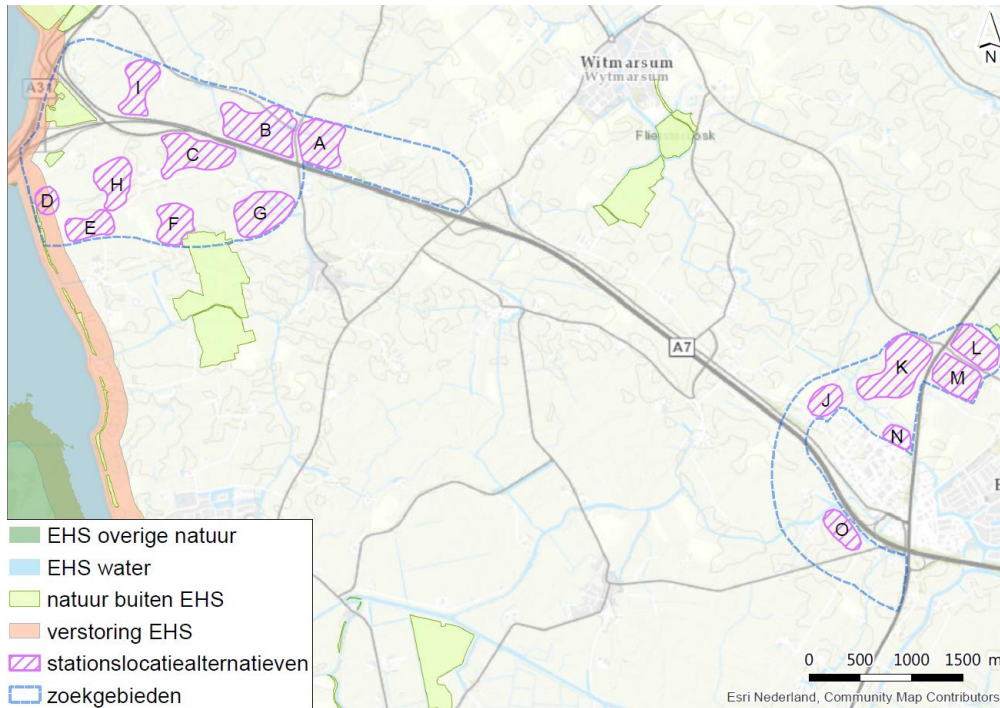 N
Witmarsum
Wytmarsum
A31
I
B
A
C
H
D
E
F
G
A7
K
L
M
J
N
O
EHS overige natuur
EHS water
natuur buiten EHS
verstoring EHS
stationslocatiealternatieven
zoekgebieden
0 500 1000 1500 m
Esri Nederland, Community Map Contributors